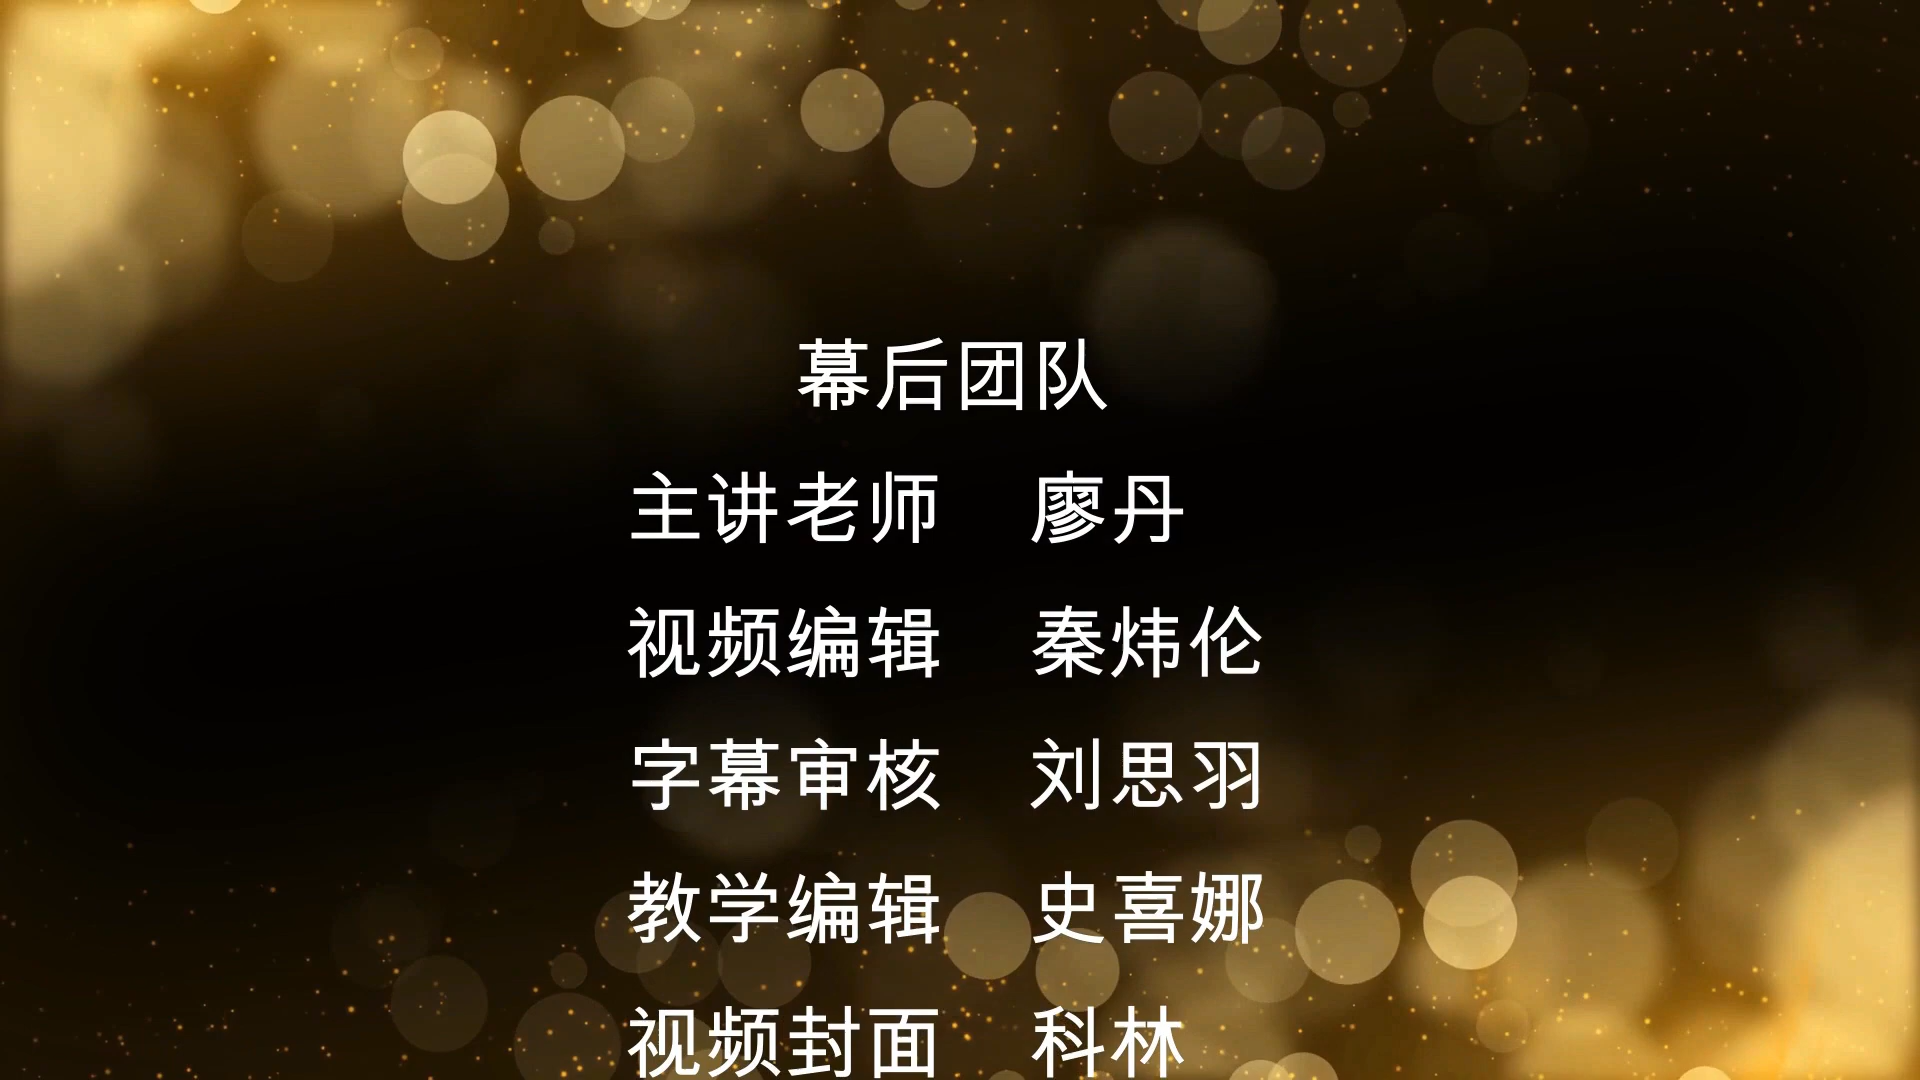 幕后团队
主讲老师 廖丹
视频编辑 秦炜伦
字幕审核 刘思羽
教学编辑 史喜娜
视频封面 科林